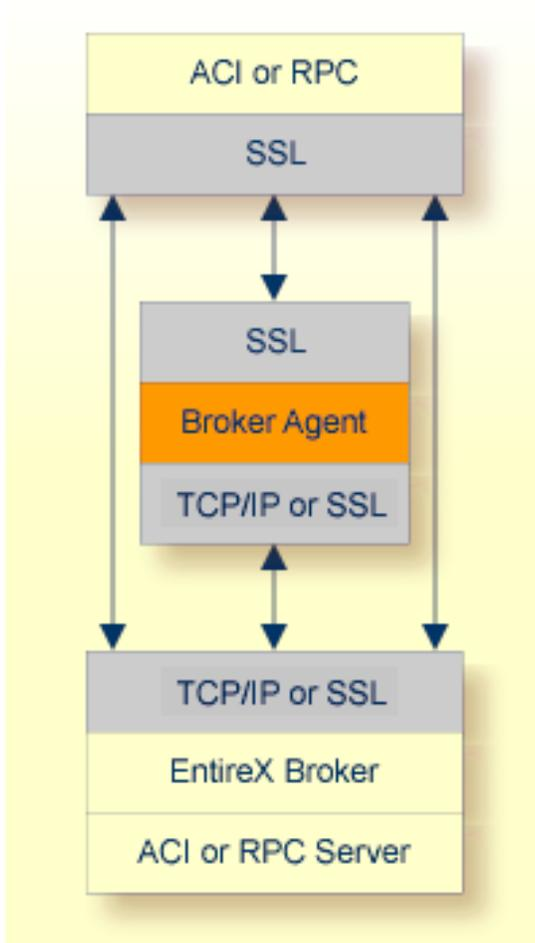 ACI or RPC
SSL
SSL
Broker Agent
TCP/IP or SSL
TCP/IP or SSL
EntireX Broker
ACI or RPC Server